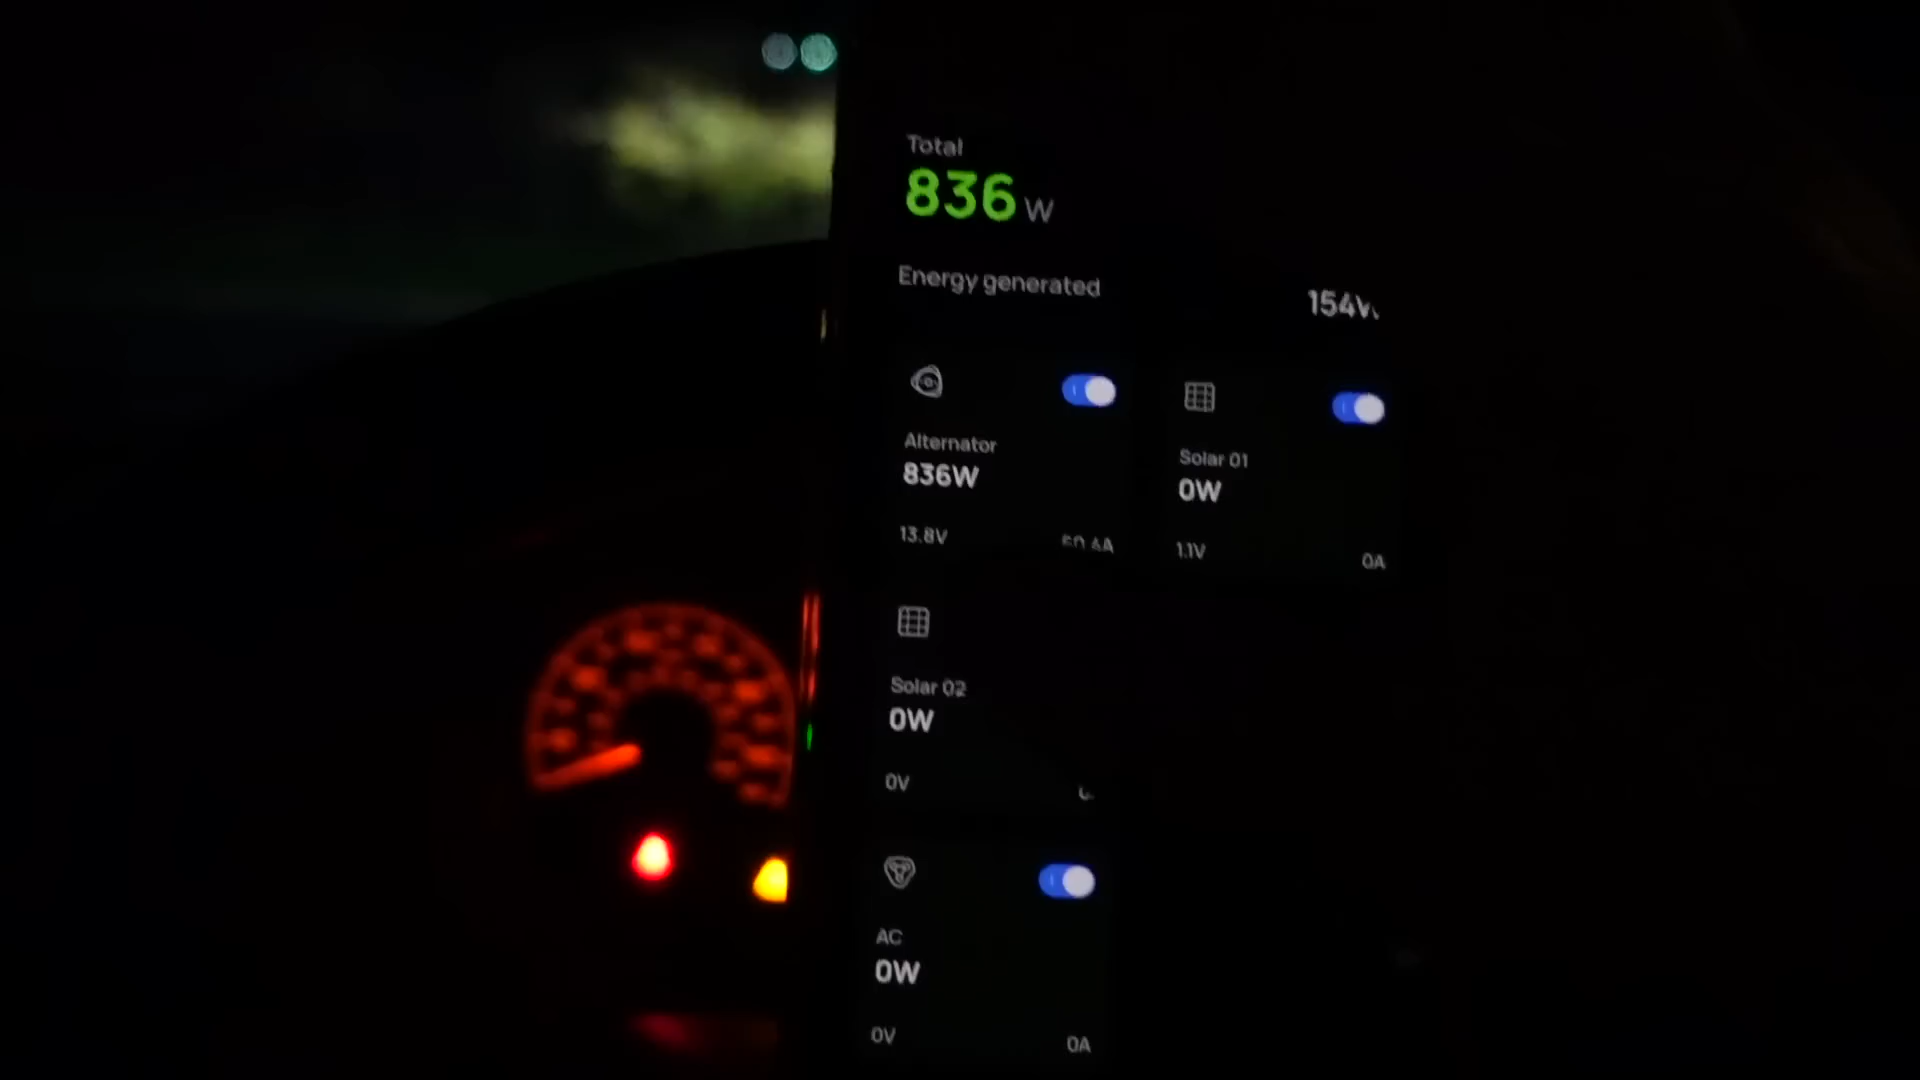 Total
836 W
Energy generated
Alternator
836W
13.8V
Solar 01
0W
1.1V 0A
Solar 02
0W
0V
AC
0W
0V 0A